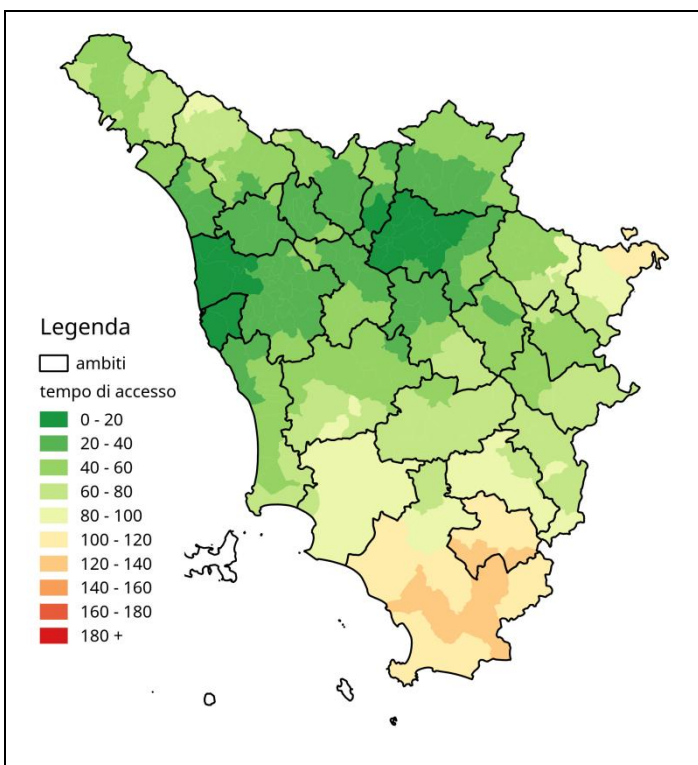 Legenda
ambiti
tempo di accesso
0 - 20
20 - 40
40 - 60
60 - 80
80 - 100
100 - 120
120 - 140
140 - 160
160 - 180
180 +